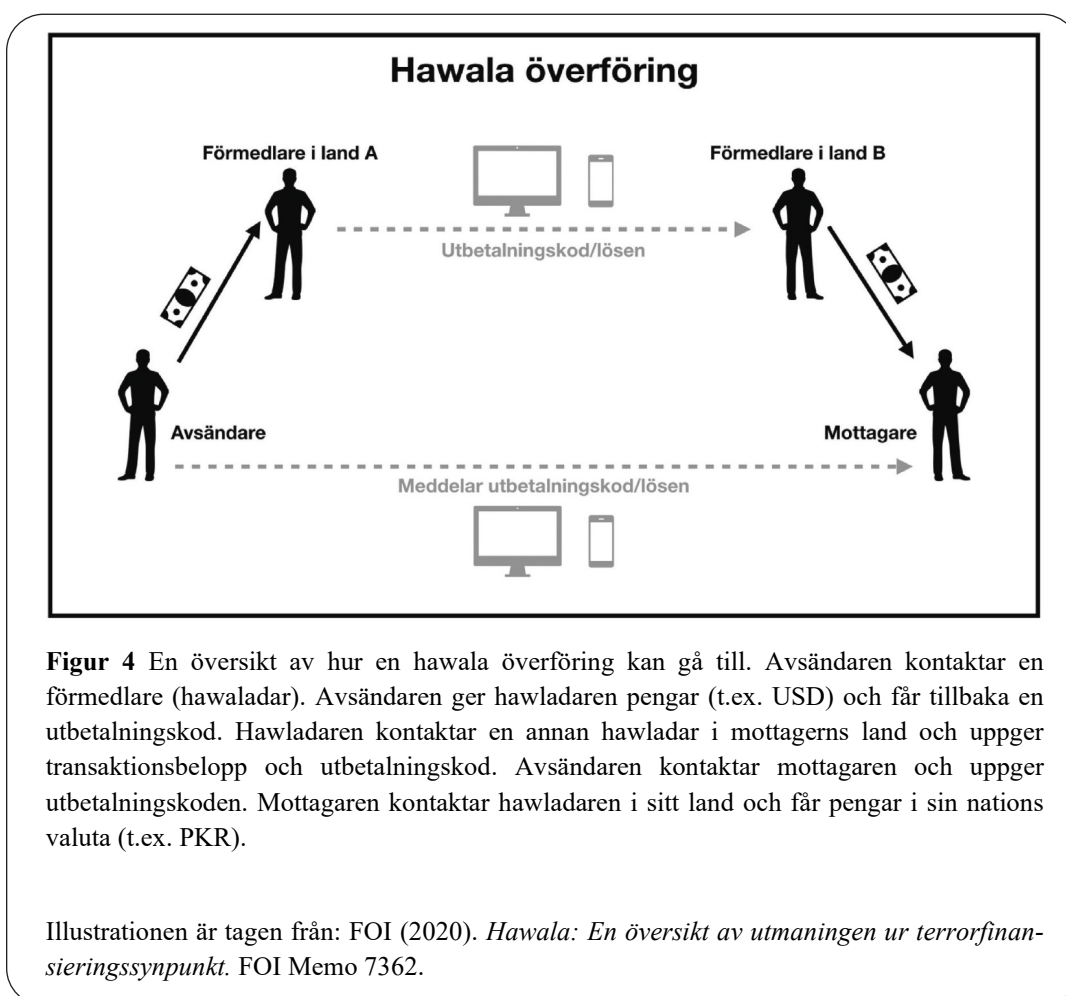 Hawala överföring
Förmedlare i land A
Förmedlare i land B
Utbetalningskod/lösen
Avsändare
Mottagare
Meddelar utbetalningskod/lösen
Figur 4 En översikt av hur en hawala överföring kan gå till. Avsändaren kontaktar en
förmedlare (hawaladar). Avsändaren ger hawladaren pengar (t.ex. USD) och får tillbaka en
utbetalningskod. Hawladaren kontaktar en annan hawladar i mottagerns land och uppger
transaktionsbelopp och utbetalningskod. Avsändaren kontaktar mottagaren och uppger
utbetalningskoden. Mottagaren kontaktar hawladaren i sitt land och får pengar i sin nations
valuta (t.ex. PKR).
Illustrationen är tagen från: FOI (2020). Hawala: En översikt av utmaningen ur terrorfinan-
sieringssynpunkt. FOI Memo 7362.